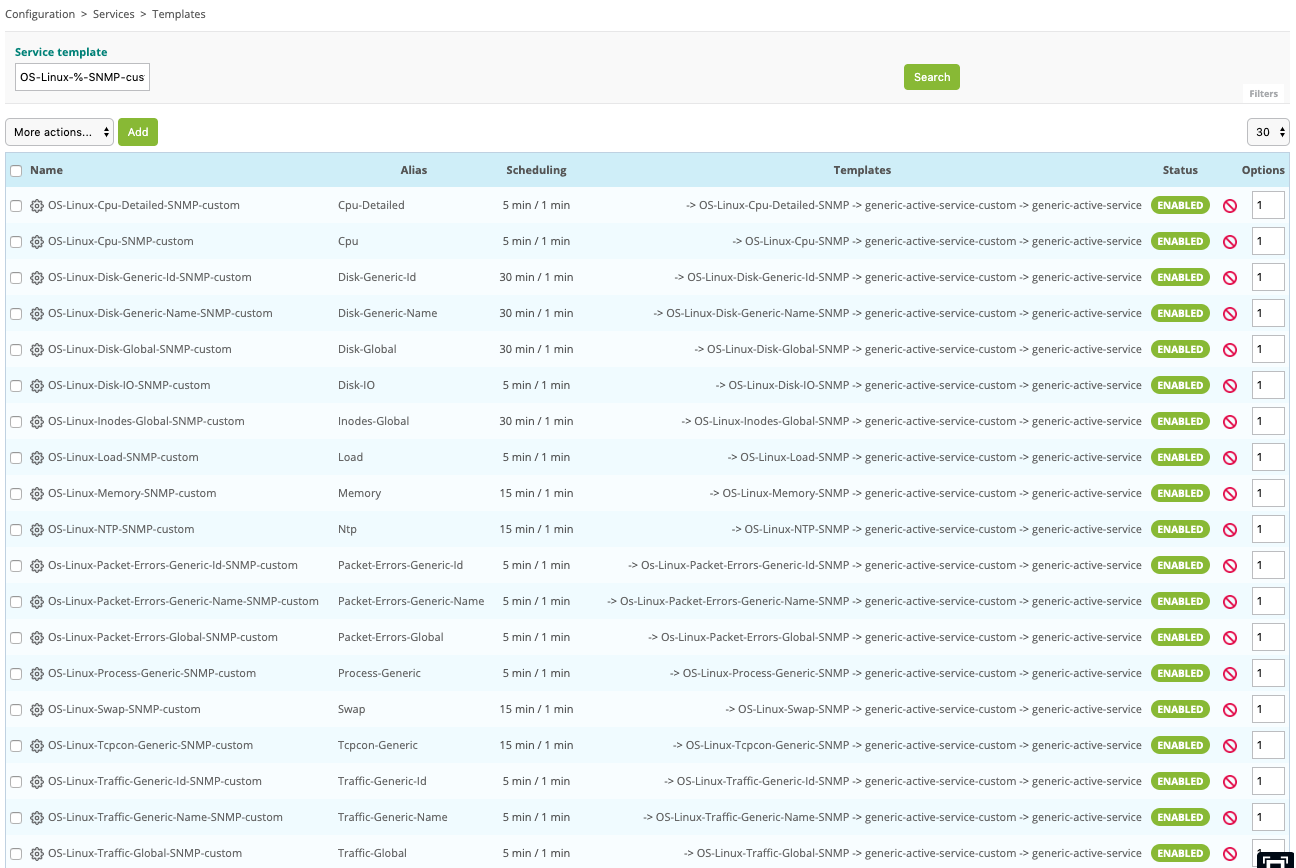 Configuration > Services > Templates
Service template
OS-Linux-%-SNMP-cus
Search
Filters
More actions... Add 30
Name Alias Scheduling Templates Status Options
OS-Linux-Cpu-Detailed-SNMP-custom Cpu-Detailed 5 min / 1 min -> OS-Linux-Cpu-Detailed-SNMP -> generic-active-service-custom -> generic-active-service ENABLED 1
OS-Linux-Cpu-SNMP-custom Cpu 5 min / 1 min -> OS-Linux-Cpu-SNMP -> generic-active-service-custom -> generic-active-service ENABLED 1
OS-Linux-Disk-Generic-Id-SNMP-custom Disk-Generic-Id 30 min / 1 min -> OS-Linux-Disk-Generic-Id-SNMP -> generic-active-service-custom -> generic-active-service ENABLED 1
OS-Linux-Disk-Generic-Name-SNMP-custom Disk-Generic-Name 30 min / 1 min -> OS-Linux-Disk-Generic-Name-SNMP -> generic-active-service-custom -> generic-active-service ENABLED 1
OS-Linux-Disk-Global-SNMP-custom Disk-Global 30 min / 1 min -> OS-Linux-Disk-Global-SNMP -> generic-active-service-custom -> generic-active-service ENABLED 1
OS-Linux-Disk-IO-SNMP-custom Disk-IO 5 min / 1 min -> OS-Linux-Disk-IO-SNMP -> generic-active-service-custom -> generic-active-service ENABLED 1
OS-Linux-Inodes-Global-SNMP-custom Inodes-Global 30 min / 1 min -> OS-Linux-Inodes-Global-SNMP -> generic-active-service-custom -> generic-active-service ENABLED 1
OS-Linux-Load-SNMP-custom Load 5 min / 1 min -> OS-Linux-Load-SNMP -> generic-active-service-custom -> generic-active-service ENABLED 1
OS-Linux-Memory-SNMP-custom Memory 15 min / 1 min -> OS-Linux-Memory-SNMP -> generic-active-service-custom -> generic-active-service ENABLED 1
OS-Linux-NTP-SNMP-custom Ntp 15 min / 1 min -> OS-Linux-NTP-SNMP -> generic-active-service-custom -> generic-active-service ENABLED 1
Os-Linux-Packet-Errors-Generic-Id-SNMP-custom Packet-Errors-Generic-Id 5 min / 1 min -> Os-Linux-Packet-Errors-Generic-Id-SNMP -> generic-active-service-custom -> generic-active-service ENABLED 1
Os-Linux-Packet-Errors-Generic-Name-SNMP-custom Packet-Errors-Generic-Name 5 min / 1 min -> Os-Linux-Packet-Errors-Generic-Name-SNMP -> generic-active-service-custom -> generic-active-service ENABLED 1
Os-Linux-Packet-Errors-Global-SNMP-custom Packet-Errors-Global 5 min / 1 min -> Os-Linux-Packet-Errors-Global-SNMP -> generic-active-service-custom -> generic-active-service ENABLED 1
OS-Linux-Process-Generic-SNMP-custom Process-Generic 5 min / 1 min -> OS-Linux-Process-Generic-SNMP -> generic-active-service-custom -> generic-active-service ENABLED 1
OS-Linux-Swap-SNMP-custom Swap 15 min / 1 min -> OS-Linux-Swap-SNMP -> generic-active-service-custom -> generic-active-service ENABLED 1
OS-Linux-Tcpcon-Generic-SNMP-custom Tcpcon-Generic 15 min / 1 min -> OS-Linux-Tcpcon-Generic-SNMP -> generic-active-service-custom -> generic-active-service ENABLED 1
OS-Linux-Traffic-Generic-Id-SNMP-custom Traffic-Generic-Id 5 min / 1 min -> OS-Linux-Traffic-Generic-Id-SNMP -> generic-active-service-custom -> generic-active-service ENABLED 1
OS-Linux-Traffic-Generic-Name-SNMP-custom Traffic-Generic-Name 5 min / 1 min -> OS-Linux-Traffic-Generic-Name-SNMP -> generic-active-service-custom -> generic-active-service ENABLED 1
OS-Linux-Traffic-Global-SNMP-custom Traffic-Global 5 min / 1 min -> OS-Linux-Traffic-Global-SNMP -> generic-active-service-custom -> generic-active-service ENABLED